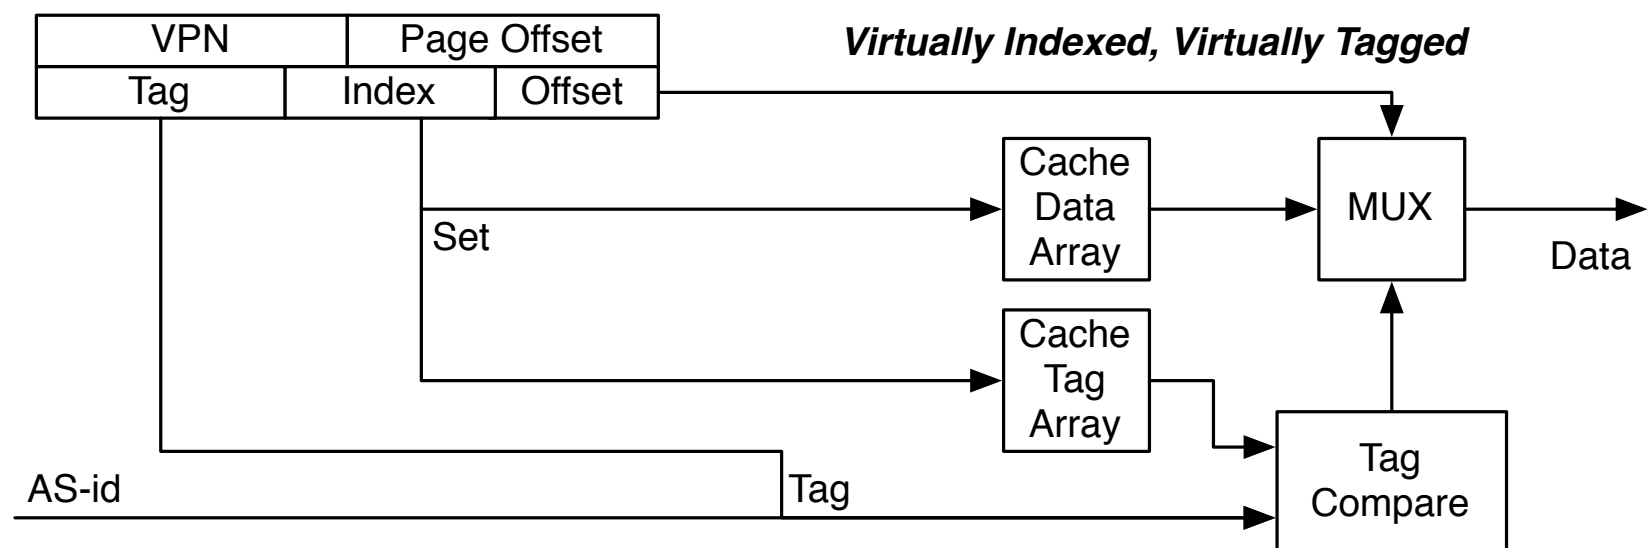 VPN Page Offset
Virtually Indexed, Virtually Tagged
Tag Index Offset
Cache
Data
Array
MUX
Set
Data
Cache
Tag
Array
Tag
Compare
AS-id
Tag